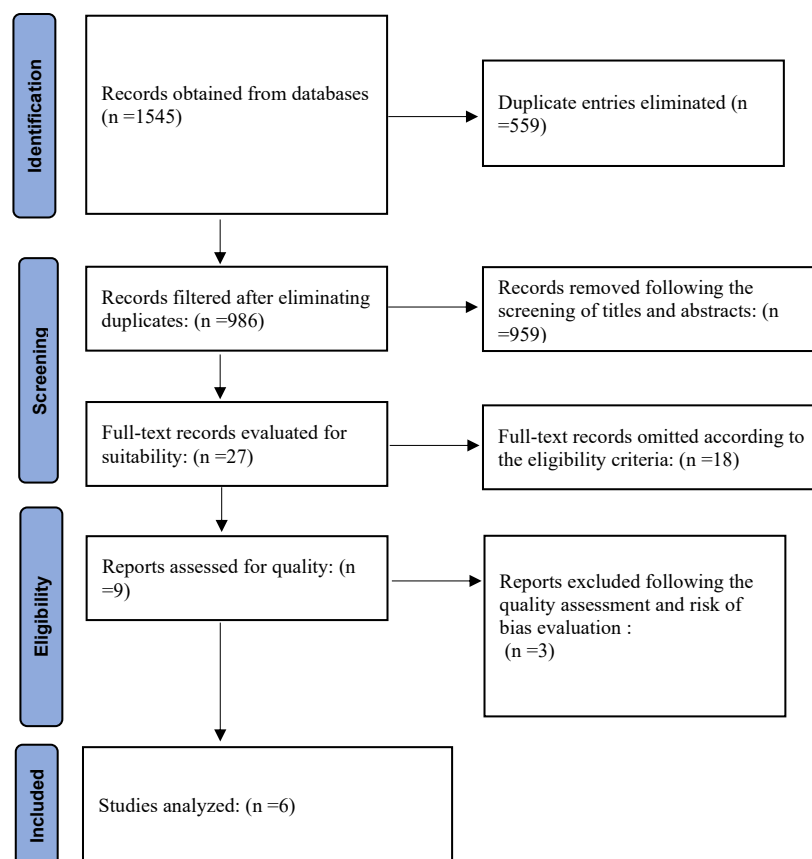 Identification
Records obtained from databases
(n =1545)
Duplicate entries eliminated (n
=559)
Screening
Records filtered after eliminating
duplicates: (n =986)
Records removed following the
screening of titles and abstracts: (n
=959)
Full-text records evaluated for
suitability: (n =27)
Full-text records omitted according to
the eligibility criteria: (n =18)
Eligibility
Reports assessed for quality: (n
=9)
Reports excluded following the
quality assessment and risk of
bias evaluation :
(n =3)
Included
Studies analyzed: (n =6)